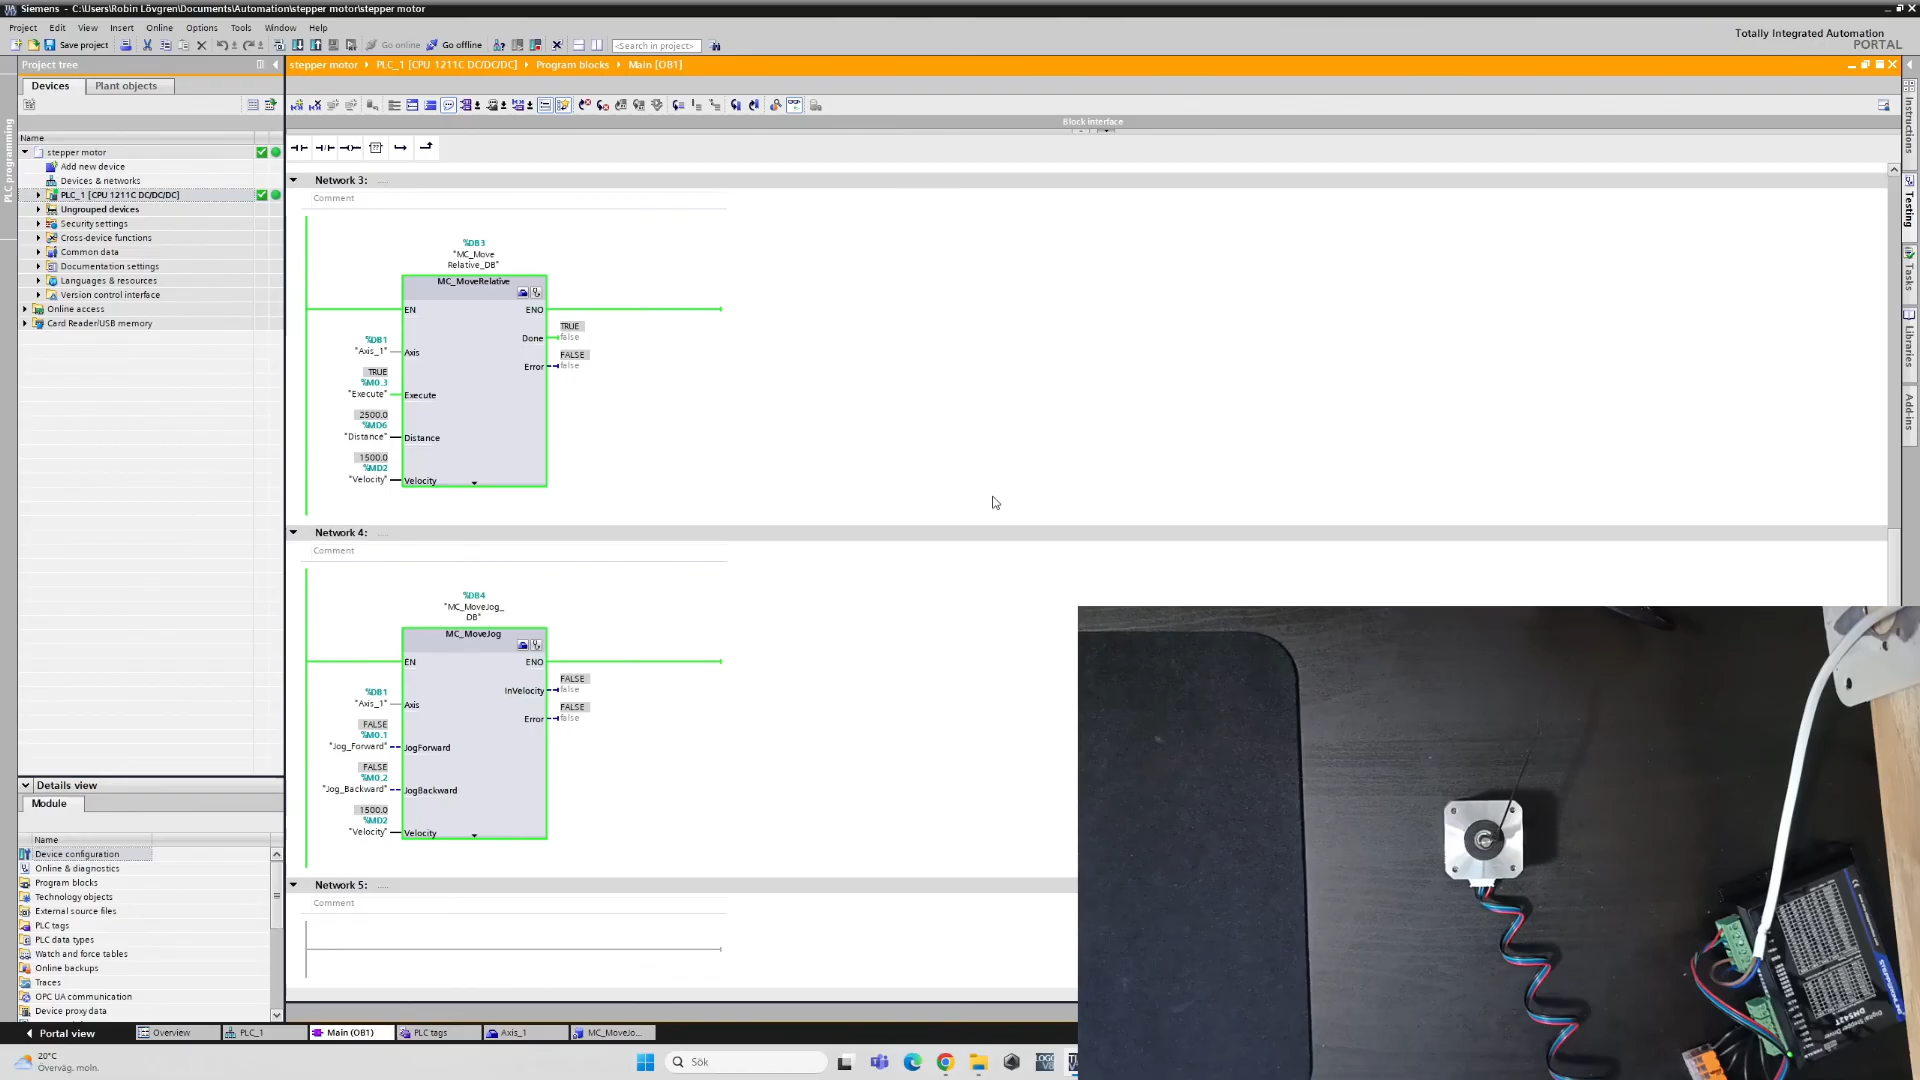 Siemens - C:\Users\Robin Lövgren\Documents\Automation\stepper motor\stepper motor
Project Edit View Insert Online Options Tools Window Help
Save project
Go online
Go offline
<Search in project>
Totally Integrated Automation
PORTAL
Project tree
stepper motor
PLC_1 [CPU 1211C DC/DC/DC]
Program blocks
Main [OB1]
Devices
Plant objects
PLC programming
Block interface
Name
stepper motor
Add new device
Devices & networks
PLC_1 [CPU 1211C DC/DC/DC]
Ungrouped devices
Security settings
Cross-device functions
Common data
Documentation settings
Languages & resources
Version control interface
Online access
Card Reader/USB memory
Network 3:
.....
Comment
%DB3
"MC_Move
Relative_DB"
MC_MoveRelative
EN
ENO
TRUE
false
Done
%DB1
"Axis_1"
Axis
FALSE
false
Error
TRUE
%M0.3
"Execute"
Execute
2500.0
%MD6
"Distance"
Distance
1500.0
%MD2
"Velocity"
Velocity
Network 4:
.....
Comment
%DB4
"MC_MoveJog_
DB"
MC_MoveJog
EN
ENO
FALSE
false
InVelocity
%DB1
"Axis_1"
Axis
FALSE
false
Error
FALSE
%M0.1
"Jog_Forward"
JogForward
FALSE
%M0.2
"Jog_Backward"
JogBackward
1500.0
%MD2
"Velocity"
Velocity
Network 5:
.....
Comment
Instructions
Testing
Tasks
Libraries
Add-ins
Details view
Module
Name
Device configuration
Online & diagnostics
Program blocks
Technology objects
External source files
PLC tags
PLC data types
Watch and force tables
Online backups
Traces
OPC UA communication
Device proxy data
Portal view
Overview
PLC_1
Main (OB1)
PLC tags
Axis_1
MC_MoveJo...
20°C
Överväg. moln.
Sök
Digital Stepper Driver
DM542T